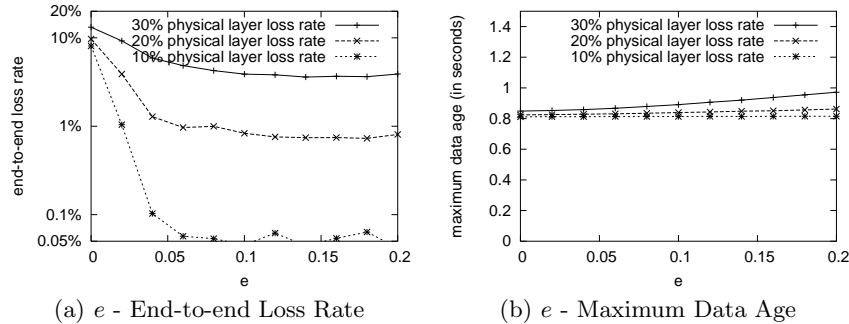 20%
10%
1%
0.1%
0.05%
0
0.05
0.1
0.15
0.2
end-to-end loss rate
e
30% physical layer loss rate
20% physical layer loss rate
10% physical layer loss rate
(a) e - End-to-end Loss Rate
1.4
1.2
1
0.8
0.6
0.4
0.2
0
0
0.05
0.1
0.15
0.2
maximum data age (in seconds)
e
30% physical layer loss rate
20% physical layer loss rate
10% physical layer loss rate
(b) e - Maximum Data Age